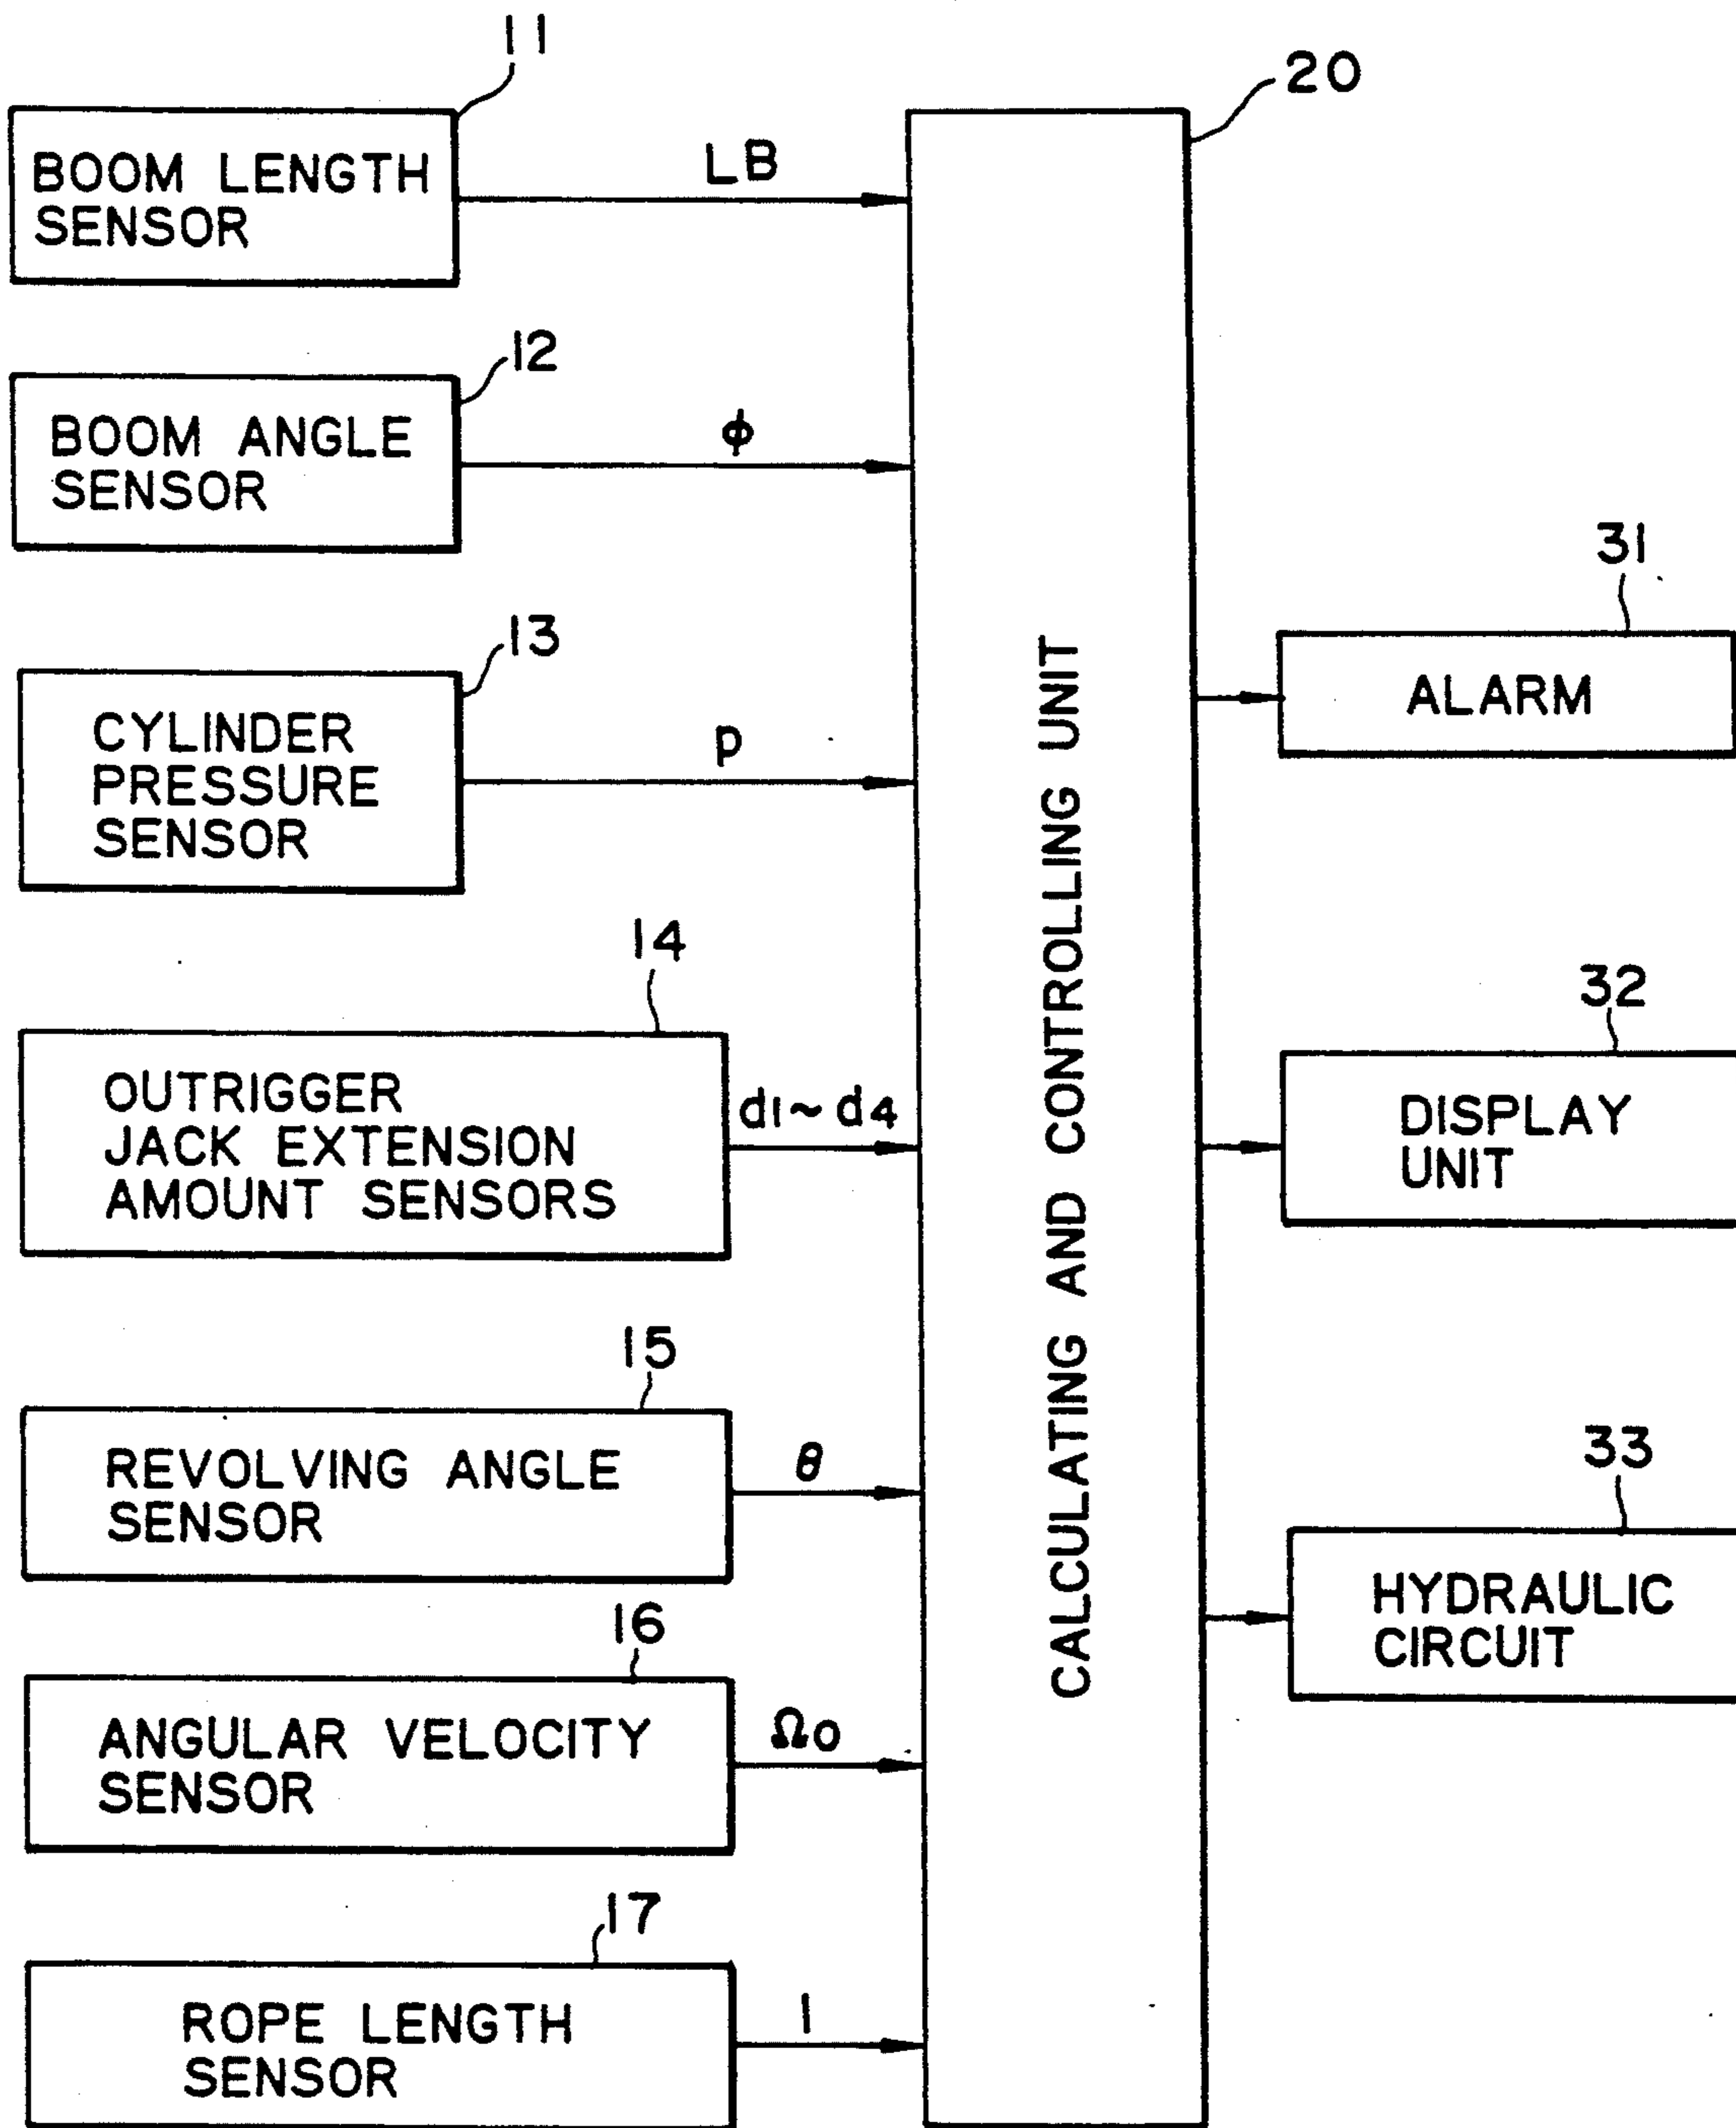 11
BOOM LENGTH
SENSOR
LB
12
BOOM ANGLE
SENSOR
ϕ
13
CYLINDER
PRESSURE
SENSOR
p
14
OUTRIGGER
JACK EXTENSION
AMOUNT SENSORS
d1~d4
15
REVOLVING ANGLE
SENSOR
θ
16
ANGULAR VELOCITY
SENSOR
Ωo
17
ROPE LENGTH
SENSOR
l
20
CALCULATING AND CONTROLLING UNIT
31
ALARM
32
DISPLAY
UNIT
33
HYDRAULIC
CIRCUIT